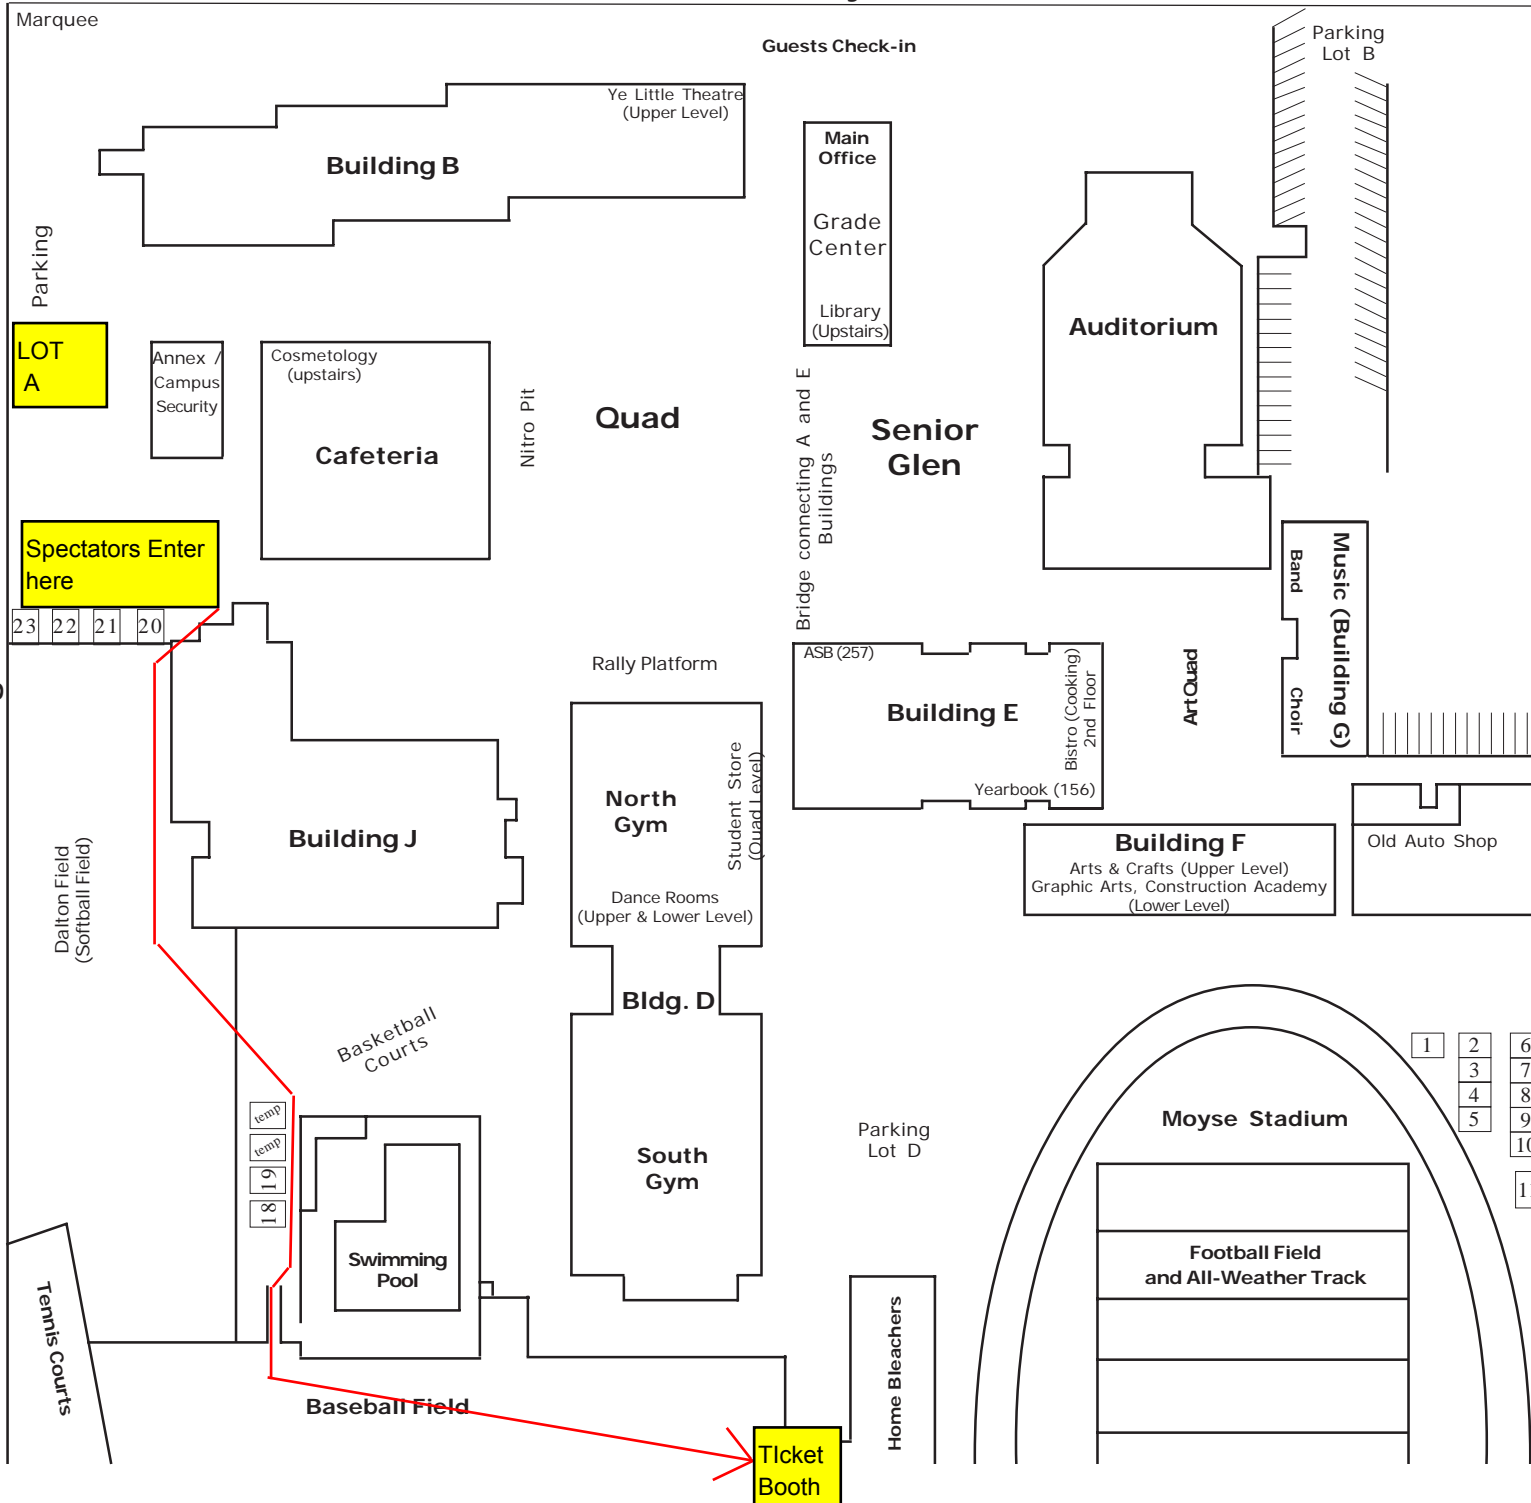 Marquee
Guests Check-in
Parking
Lot B
Ye Little Theatre
(Upper Level)
Building B
Main
Office
Grade
Center
Library
(Upstairs)
Auditorium
Parking
LOT
A
Annex /
Campus
Security
Cosmetology
(upstairs)
Cafeteria
Nitro Pit
Quad
Bridge connecting A and E
Buildings
Senior
Glen
Spectators Enter
here
23 22 21 20
Band
Music (Building G)
Choir
Rally Platform
ASB (257)
Building E
Bistro (Cooking)
2nd Floor
Yearbook (156)
Art Quad
North
Gym
Student Store
(Quad Level)
Dance Rooms
(Upper & Lower Level)
Building J
Building F
Arts & Crafts (Upper Level)
Graphic Arts, Construction Academy
(Lower Level)
Old Auto Shop
Dalton Field
(Softball Field)
Bldg. D
Basketball
Courts
1 2 6
3 7
4 8
5 9
10
temp
temp
19
18
Parking
Lot D
Moyse Stadium
South
Gym
Swimming
Pool
Football Field
and All-Weather Track
Tennis Courts
Home Bleachers
Baseball Field
TIcket
Booth